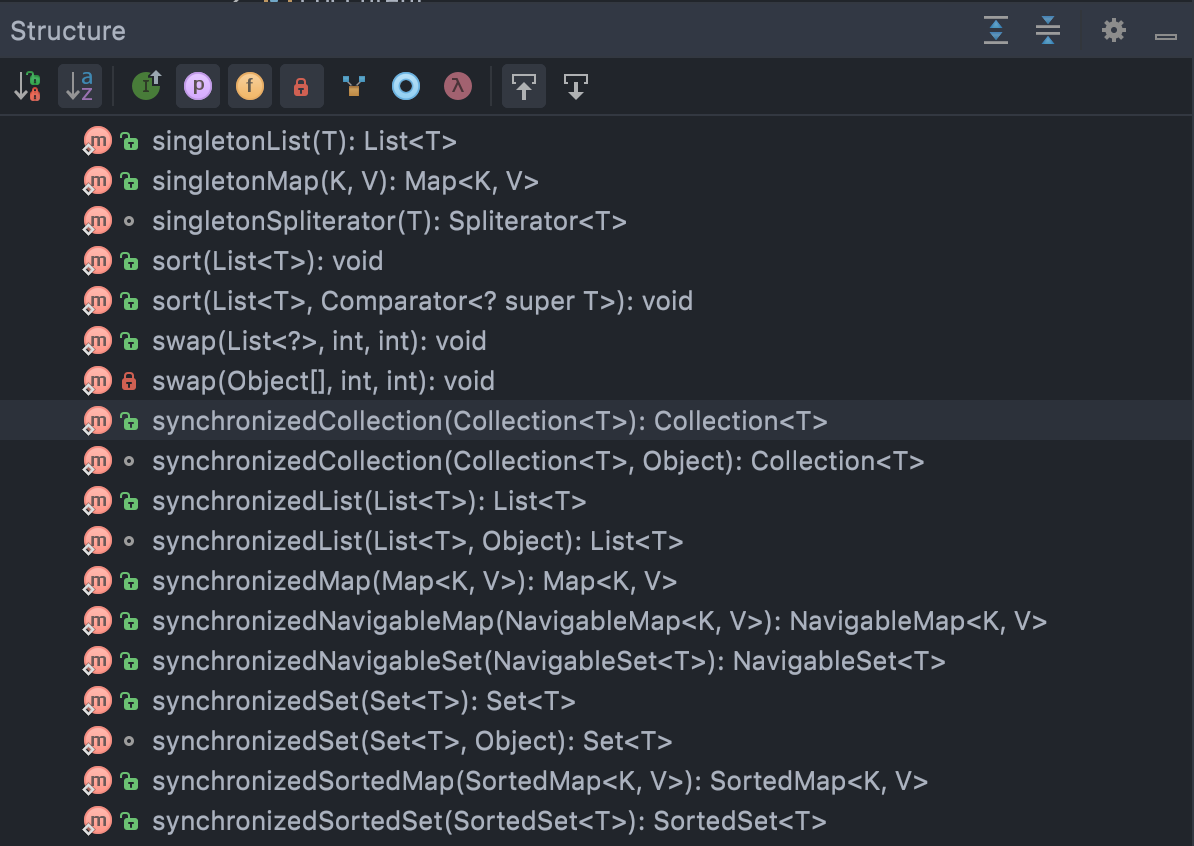 Structure
singletonList(T): List<T>
singletonMap(K, V): Map<K, V>
singletonSpliterator(T): Spliterator<T>
sort(List<T>): void
sort(List<T>, Comparator<? super T>): void
swap(List<?>, int, int): void
swap(Object[], int, int): void
synchronizedCollection(Collection<T>): Collection<T>
synchronizedCollection(Collection<T>, Object): Collection<T>
synchronizedList(List<T>): List<T>
synchronizedList(List<T>, Object): List<T>
synchronizedMap(Map<K, V>): Map<K, V>
synchronizedNavigableMap(NavigableMap<K, V>): NavigableMap<K, V>
synchronizedNavigableSet(NavigableSet<T>): NavigableSet<T>
synchronizedSet(Set<T>): Set<T>
synchronizedSet(Set<T>, Object): Set<T>
synchronizedSortedMap(SortedMap<K, V>): SortedMap<K, V>
synchronizedSortedSet(SortedSet<T>): SortedSet<T>